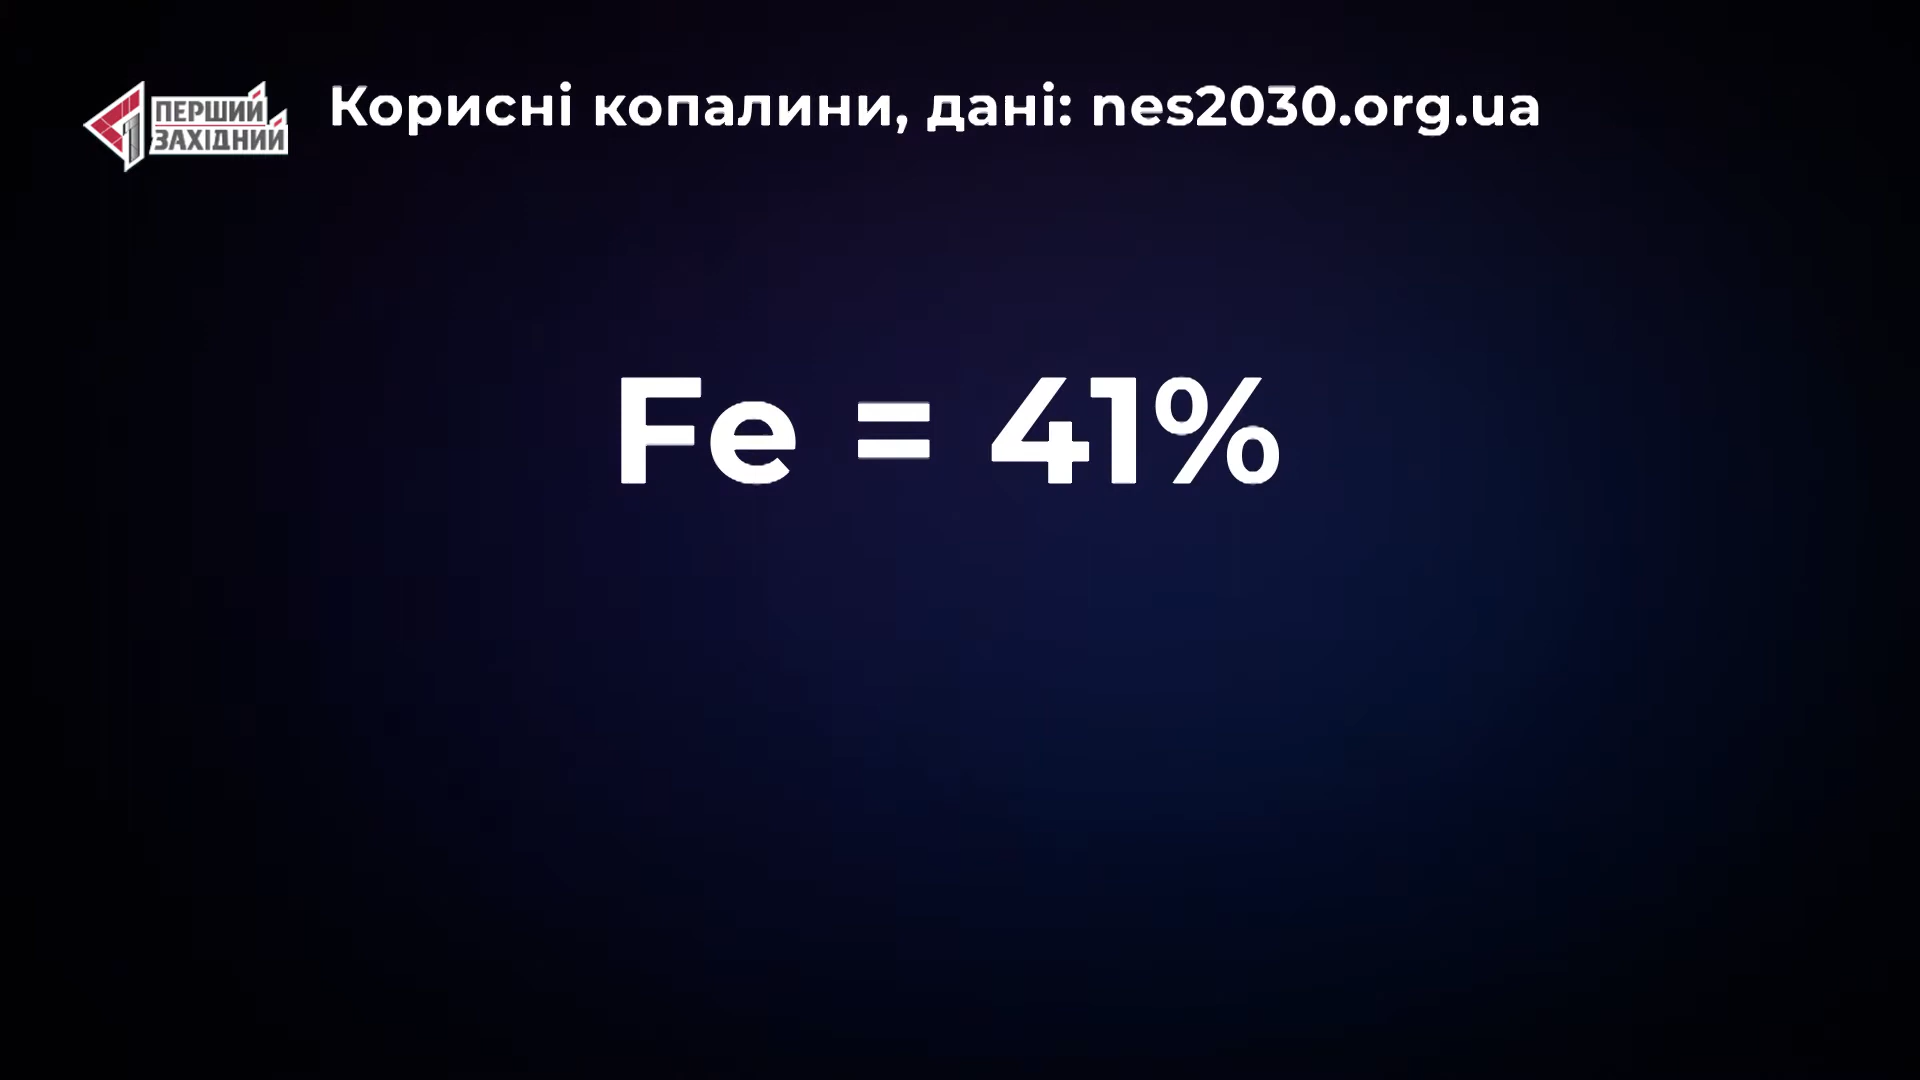 ПЕРШИЙ
ЗАХІДНИЙ
Корисні копалини, дані: nes2030.org.ua
Fe = 41%